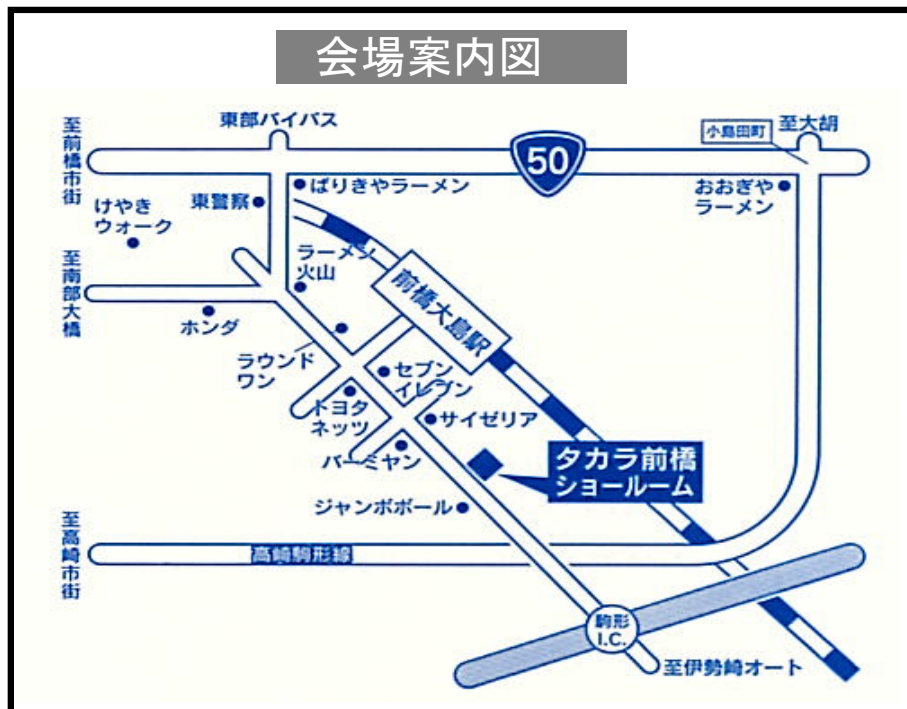 会場案内図
至前橋市街
東部バイパス
50
小島田町
至大胡
ばりきやラーメン
おおぎや
ラーメン
けやき
ウォーク
東警察
ラーメン
火山
前橋大島駅
至南部大橋
ホンダ
ラウンド
ワン
セブン
イレブン
トヨタ
ネッツ
サイゼリア
バーミヤン
タカラ前橋
ショールーム
ジャンボボール
至高崎市街
高崎駒形線
駒形
I.C.
至伊勢崎オート